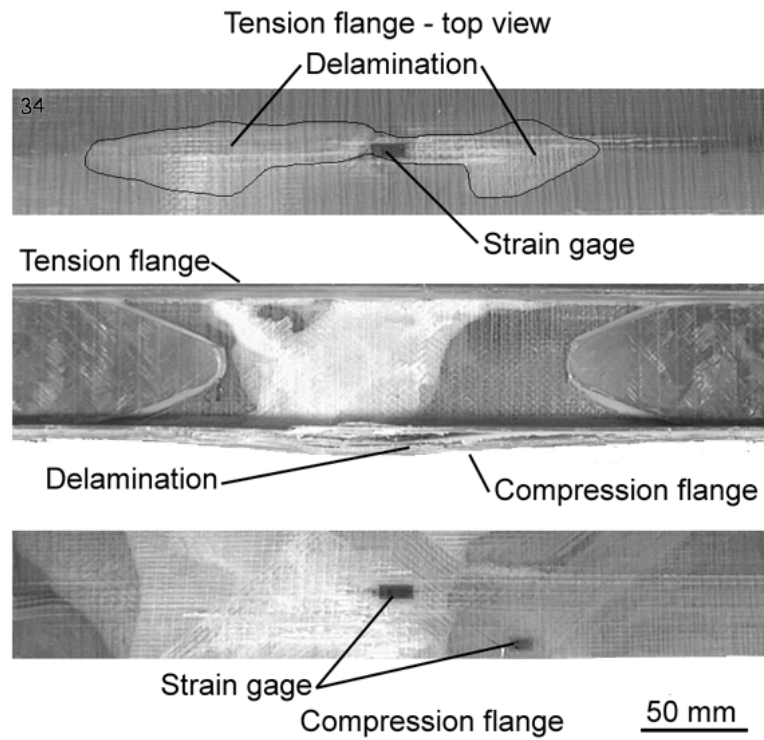 Tension flange - top view
Delamination
34
Strain gage
Tension flange
Delamination
Compression flange
Strain gage
Compression flange
50 mm